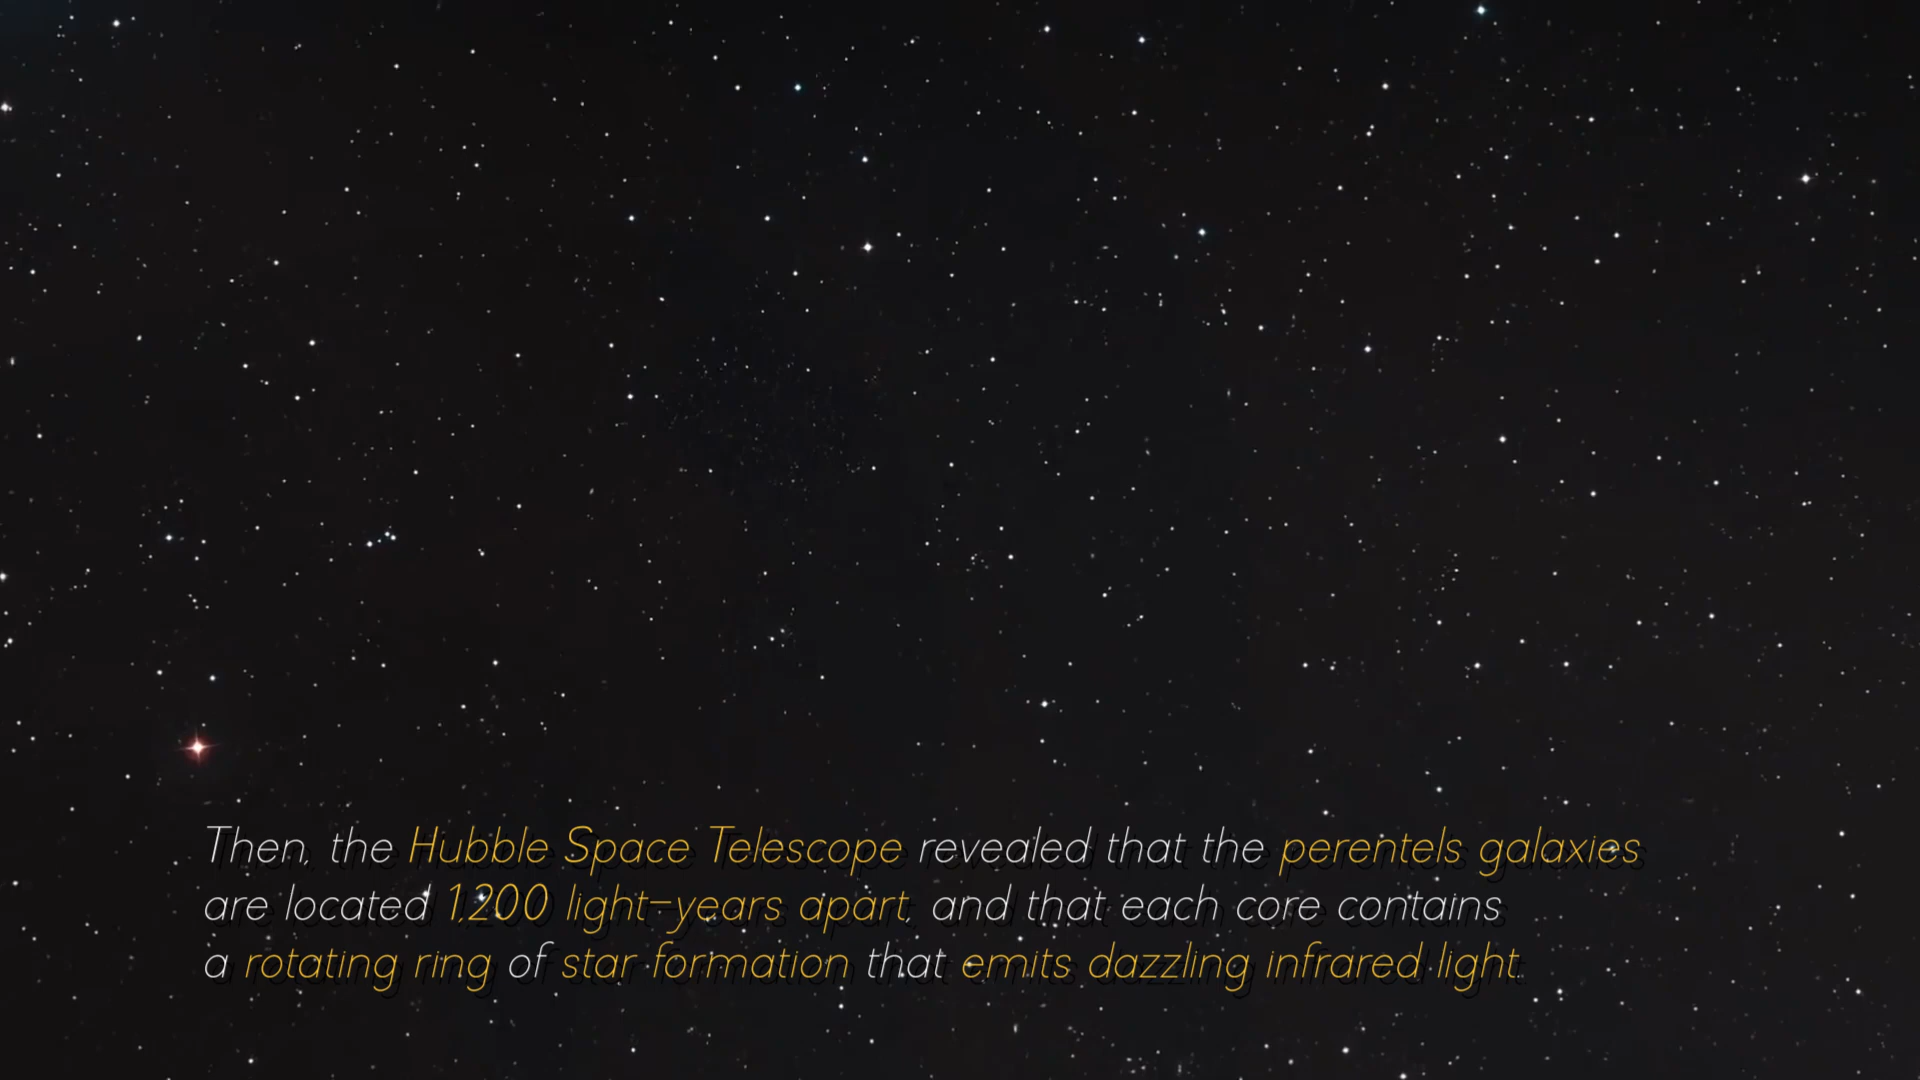 Then, the Hubble Space Telescope revealed that the perentels galaxies
are located 1,200 light-years apart, and that each core contains
a rotating ring of star formation that emits dazzling infrared light.